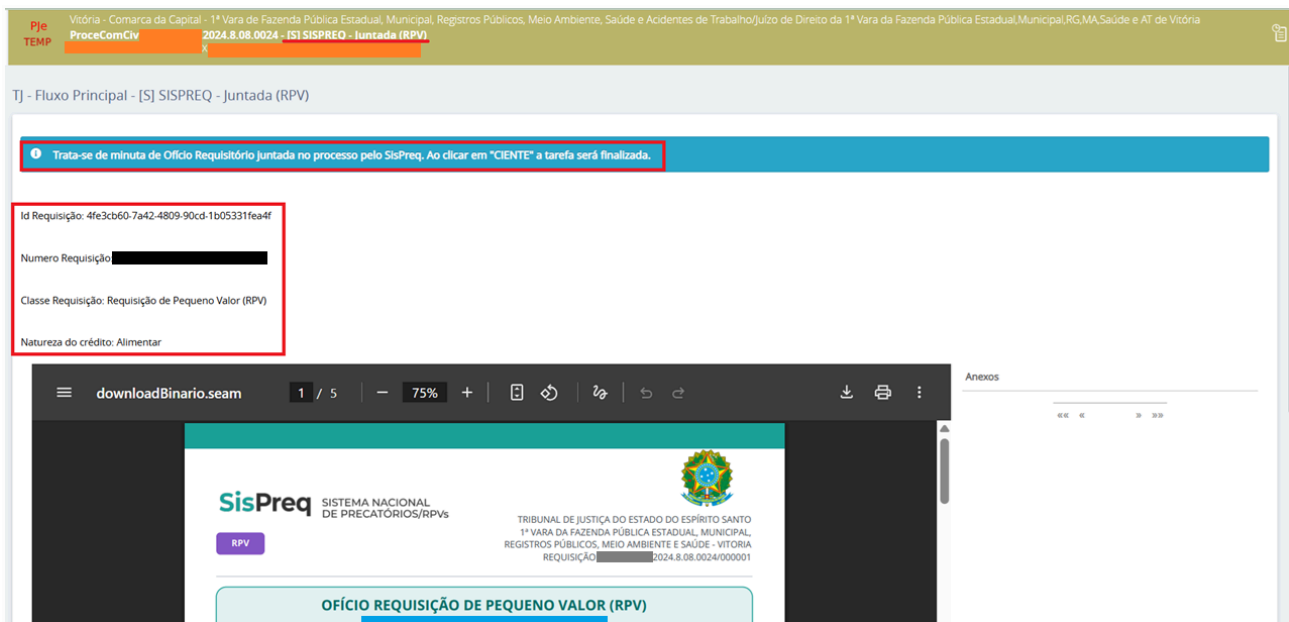 Vitória - Comarca da Capital - 1ª Vara de Fazenda Pública Estadual, Municipal, Registros Públicos, Meio Ambiente, Saúde e Acidentes de Trabalho/Juízo de Direito da 1ª Vara da Fazenda Pública Estadual,Municipal,RG,MA,Saúde e AT de Vitória
PJe
TEMP
ProceComCiv 2024.8.08.0024 - [S] SISPREQ - Juntada (RPV)
X
TJ - Fluxo Principal - [S] SISPREQ - Juntada (RPV)
Trata-se de minuta de Ofício Requisitório juntada no processo pelo SisPreq. Ao clicar em "CIENTE" a tarefa será finalizada.
Id Requisição: 4fe3cb60-7a42-4809-90cd-1b05331fea4f
Numero Requisição:
Classe Requisição: Requisição de Pequeno Valor (RPV)
Natureza do crédito: Alimentar
downloadBinario.seam 1 / 5 75%
Anexos
«« « » »»
SisPreq SISTEMA NACIONAL
DE PRECATÓRIOS/RPVs
RPV
TRIBUNAL DE JUSTIÇA DO ESTADO DO ESPÍRITO SANTO
1ª VARA DA FAZENDA PÚBLICA ESTADUAL, MUNICIPAL,
REGISTROS PÚBLICOS, MEIO AMBIENTE E SAÚDE - VITORIA
REQUISIÇÃO 2024.8.08.0024/000001
OFÍCIO REQUISIÇÃO DE PEQUENO VALOR (RPV)